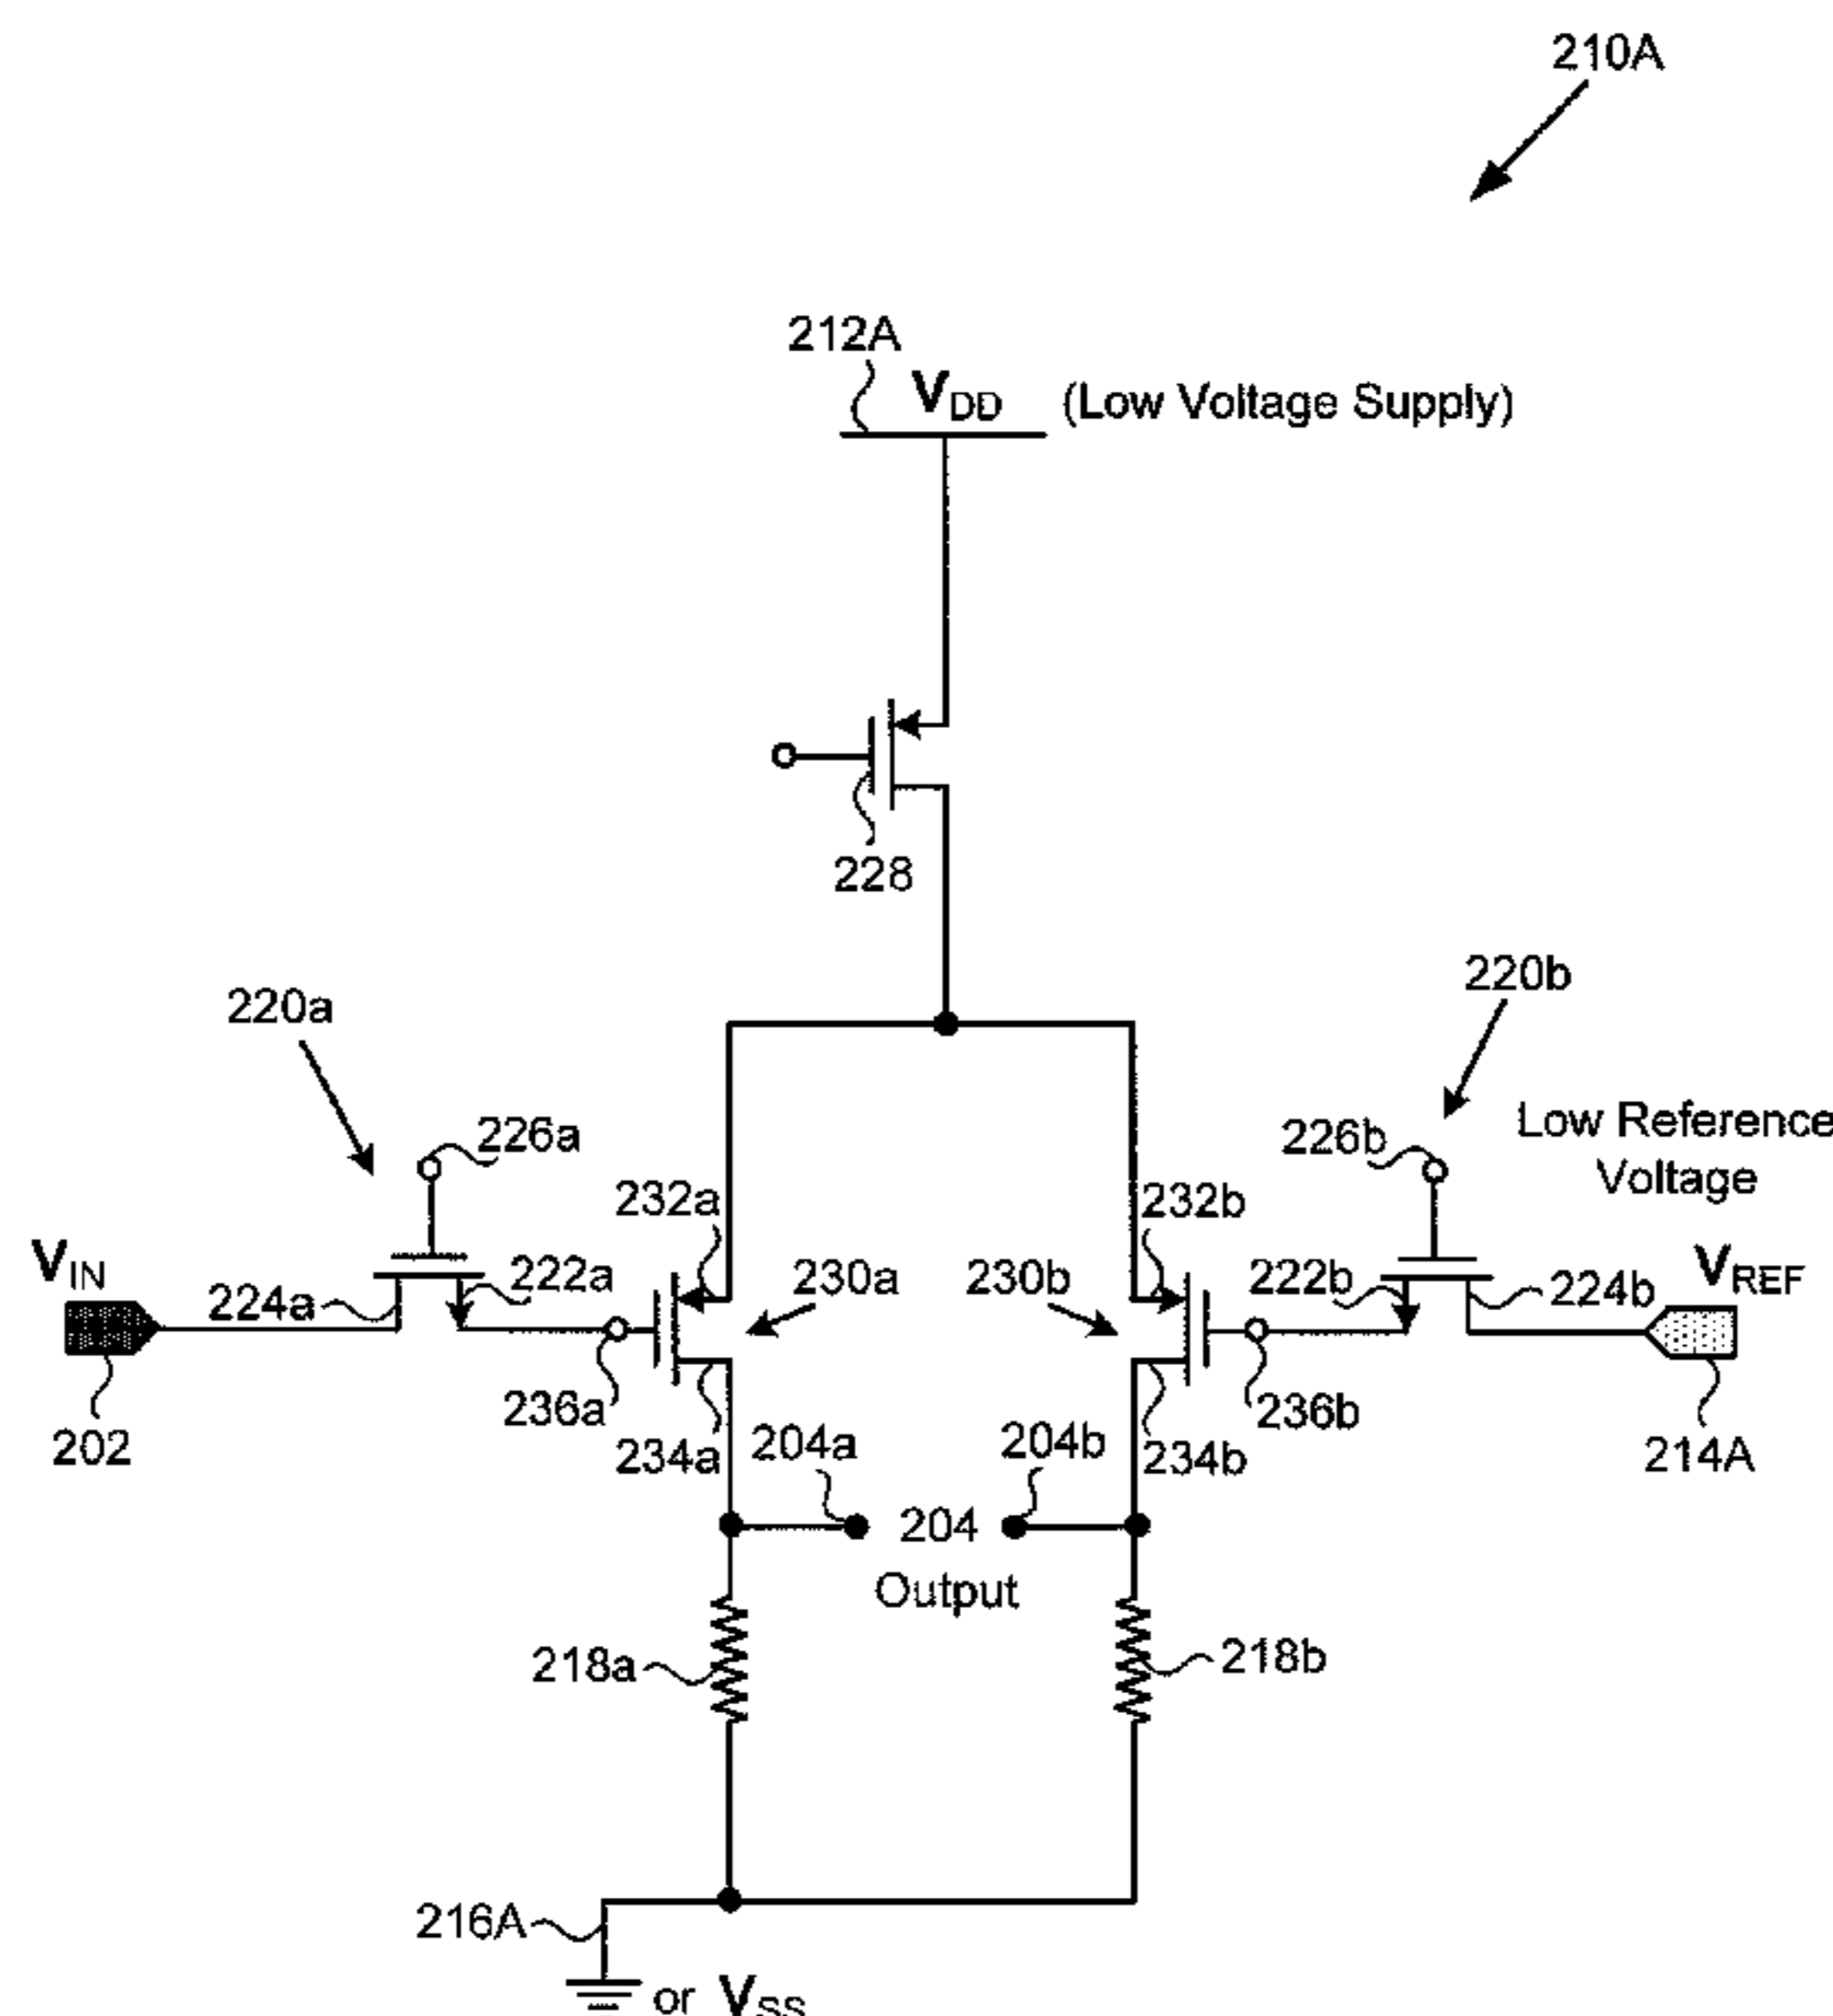 210A
212A
VDD (Low Voltage Supply)
228
220a
220b
226a
226b
Low Reference
Voltage
232a
232b
VIN
224a
222a
230a
230b
222b
224b
VREF
202
236a
234a
204a
204b
236b
234b
214A
204
Output
218a
218b
216A
or VSS